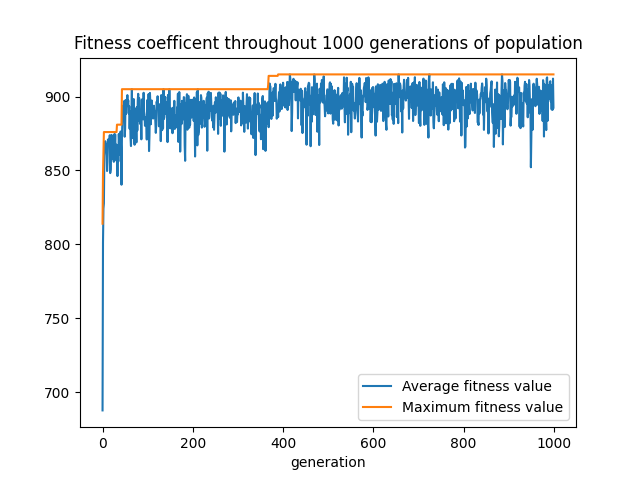 Fitness coefficent throughout 1000 generations of population
900
850
800
750
700
Average fitness value
Maximum fitness value
0 200 400 600 800 1000
generation